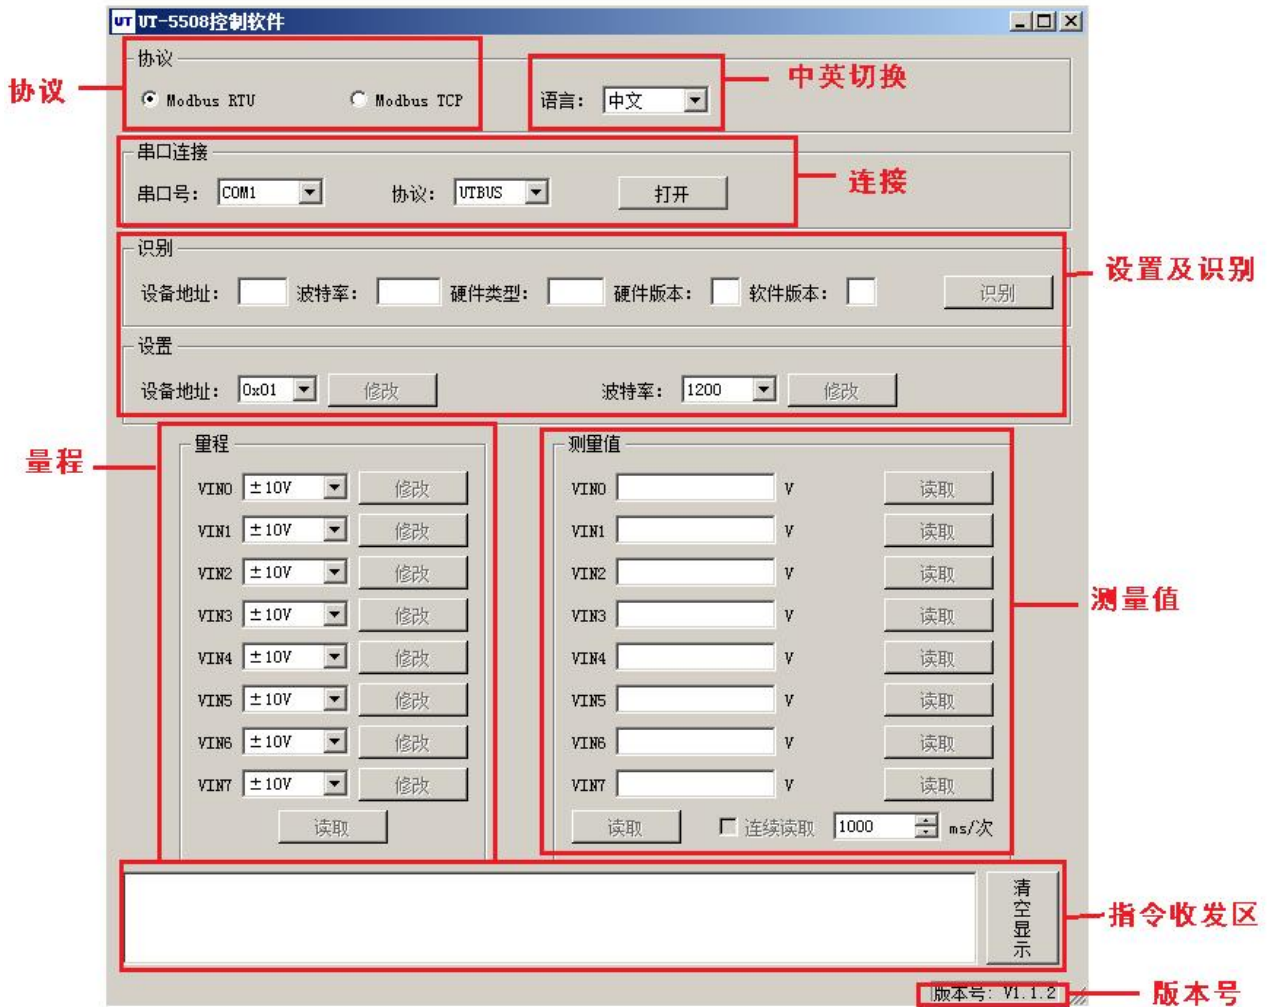 UT UT-5508控制软件
协议
协议
Modbus RTU
Modbus TCP
语言: 中文
中英切换
串口连接
串口号: COM1
协议: UTBUS
打开
连接
识别
设备地址:
波特率:
硬件类型:
硬件版本:
软件版本:
识别
设置及识别
设置
设备地址: 0x01
修改
波特率: 1200
修改
量程
量程
VIN0 ±10V 修改
VIN1 ±10V 修改
VIN2 ±10V 修改
VIN3 ±10V 修改
VIN4 ±10V 修改
VIN5 ±10V 修改
VIN6 ±10V 修改
VIN7 ±10V 修改
读取
测量值
VIN0 V 读取
VIN1 V 读取
VIN2 V 读取
VIN3 V 读取
VIN4 V 读取
VIN5 V 读取
VIN6 V 读取
VIN7 V 读取
读取 连续读取 1000 ms/次
测量值
清空显示
指令收发区
版本号: V1.1.2
版本号